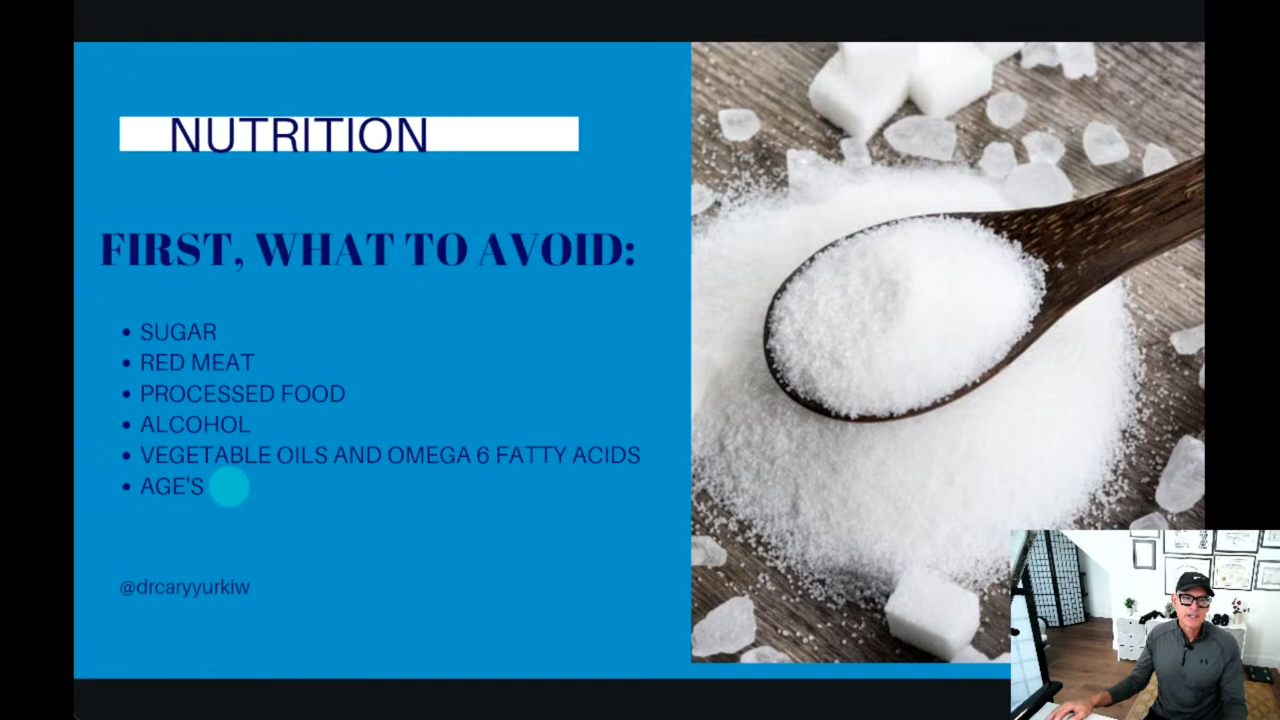 NUTRITION
FIRST, WHAT TO AVOID:
• SUGAR
• RED MEAT
• PROCESSED FOOD
• ALCOHOL
• VEGETABLE OILS AND OMEGA 6 FATTY ACIDS
• AGE'S
@drcaryyurkiw